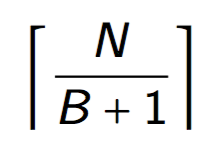 ⌈N / (B + 1)⌉